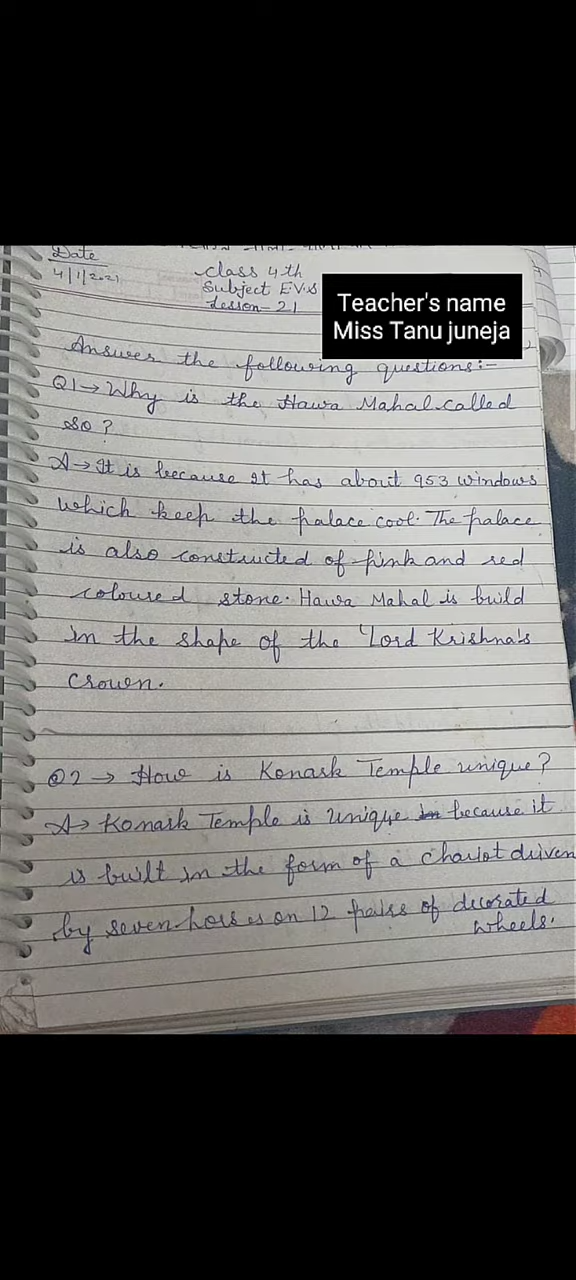 Date
4/1/2021
Class 4th
Subject EVS
Lesson-21
Teacher's name
Miss Tanu juneja
Answer the following questions:-
Q1→ Why is the Hawa Mahal called
so?
A→ It is because it has about 953 windows
which keep the palace cool. The palace
is also constructed of pink and red
coloured stone. Hawa Mahal is build
in the shape of the 'Lord Krishna's
Crown.
Q2 → How is Konark Temple unique?
A→ Konark Temple is unique because it
is built in the form of a chariot driven
by seven horses on 12 pairs of decorated
wheels.